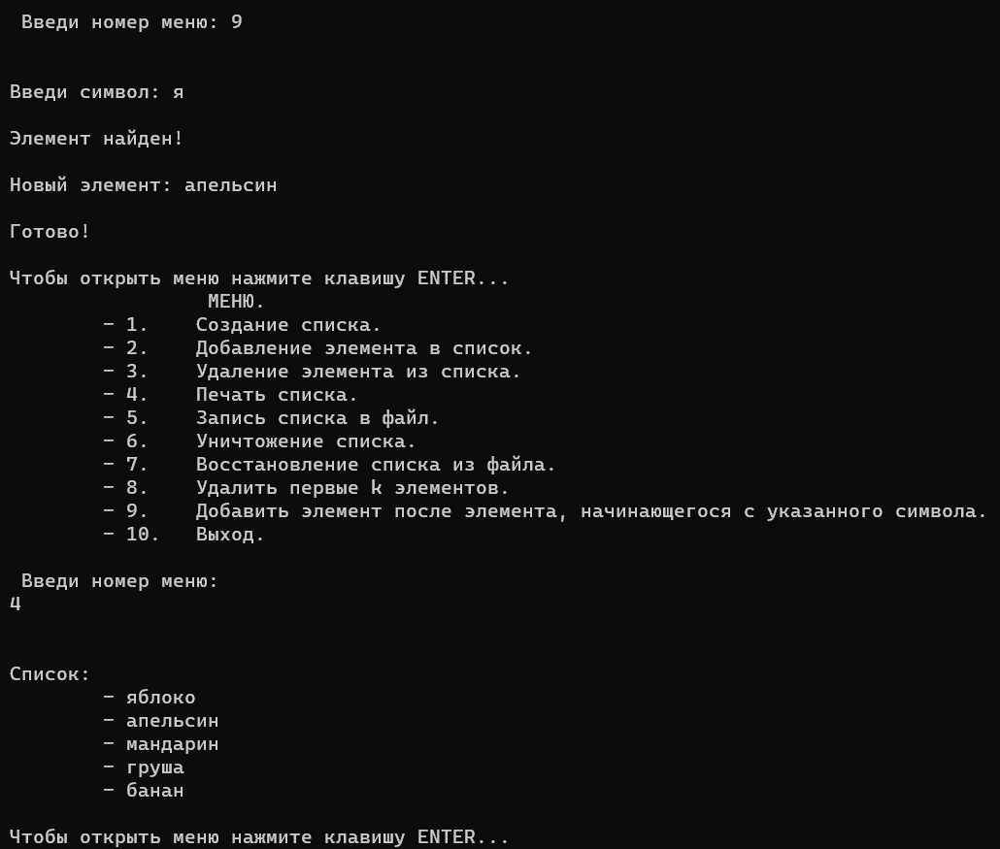 Введи номер меню: 9
Введи символ: я
Элемент найден!
Новый элемент: апельсин
Готово!
Чтобы открыть меню нажмите клавишу ENTER...
МЕНЮ.
- 1. Создание списка.
- 2. Добавление элемента в список.
- 3. Удаление элемента из списка.
- 4. Печать списка.
- 5. Запись списка в файл.
- 6. Уничтожение списка.
- 7. Восстановление списка из файла.
- 8. Удалить первые k элементов.
- 9. Добавить элемент после элемента, начинающегося с указанного символа.
- 10. Выход.
Введи номер меню:
4
Список:
- яблоко
- апельсин
- мандарин
- груша
- банан
Чтобы открыть меню нажмите клавишу ENTER...